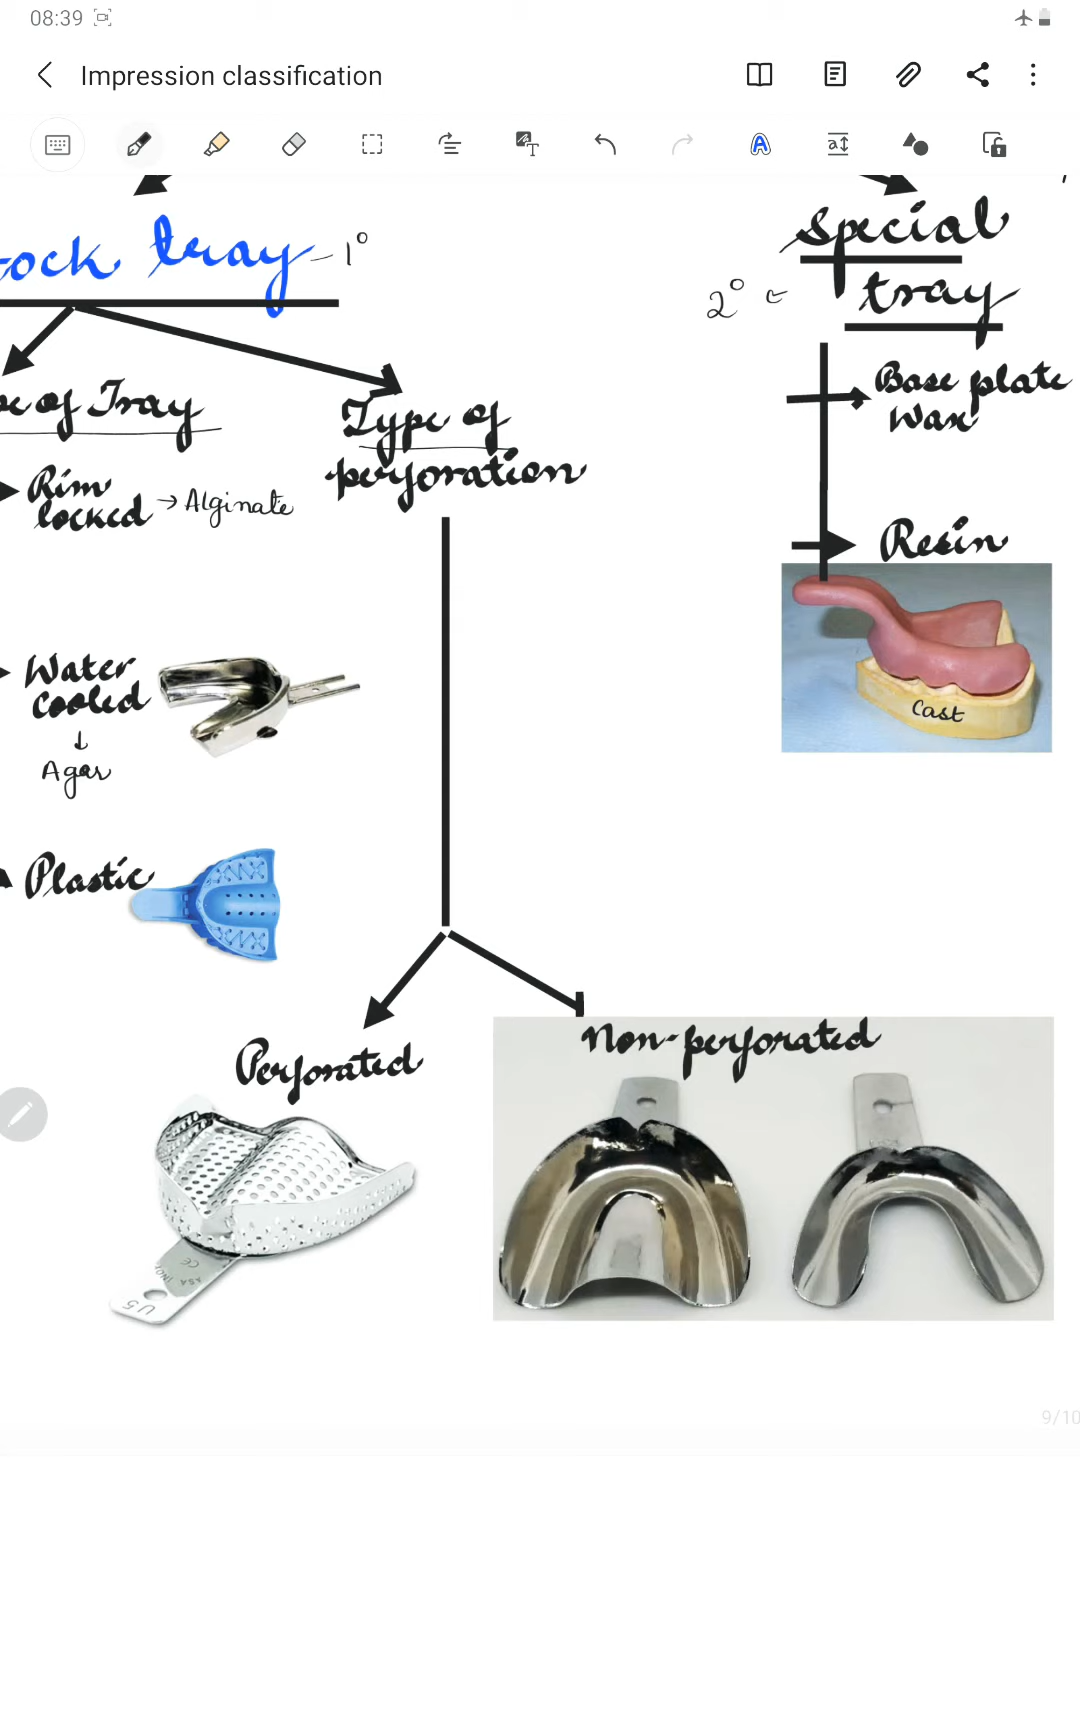 08:39
Impression classification
ock tray - 1°
special
2°
tray
Base plate
Wax
of Tray
Type of
perforation
Rim
locked → Alginate
Resin
Water
Cooled
↓
Agar
Cast
Plastic
Perforated
Non-perforated
U5
9/10